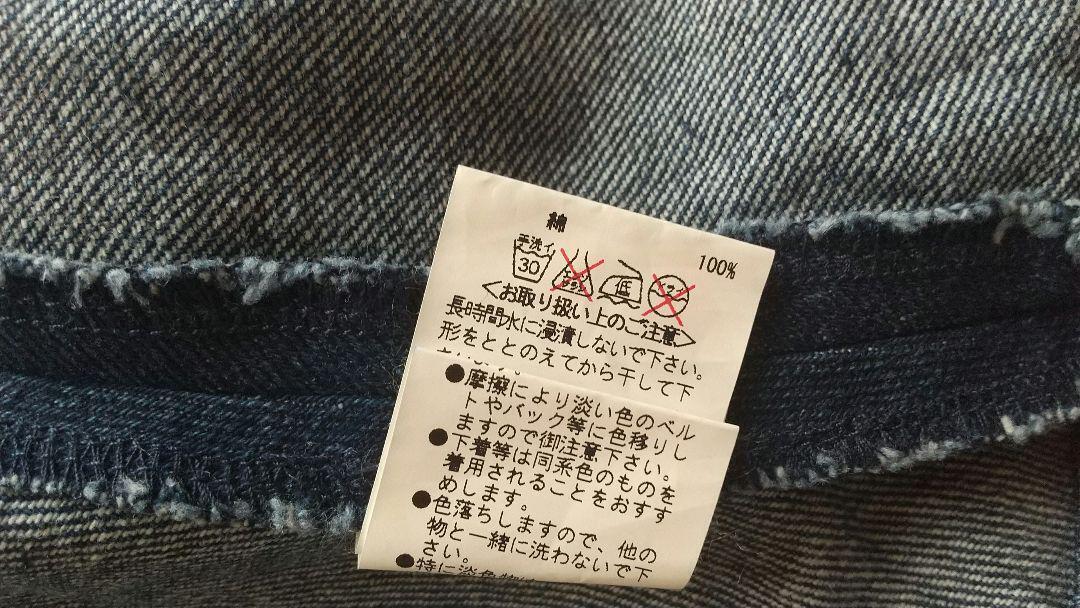 綿
100%
手洗イ
30
低
<お取り扱い上のご注意>
長時間水に浸漬しないで下さい。
形をととのえてから干して下
●摩擦により淡い色のベル
トやバック等に色移りし
ますので御注意下さい。
●下着等は同系色のものを
着用されることをおすす
めします。
●色落ちしますので、他の
物と一緒に洗わないで下
さい。
●特に淡色物